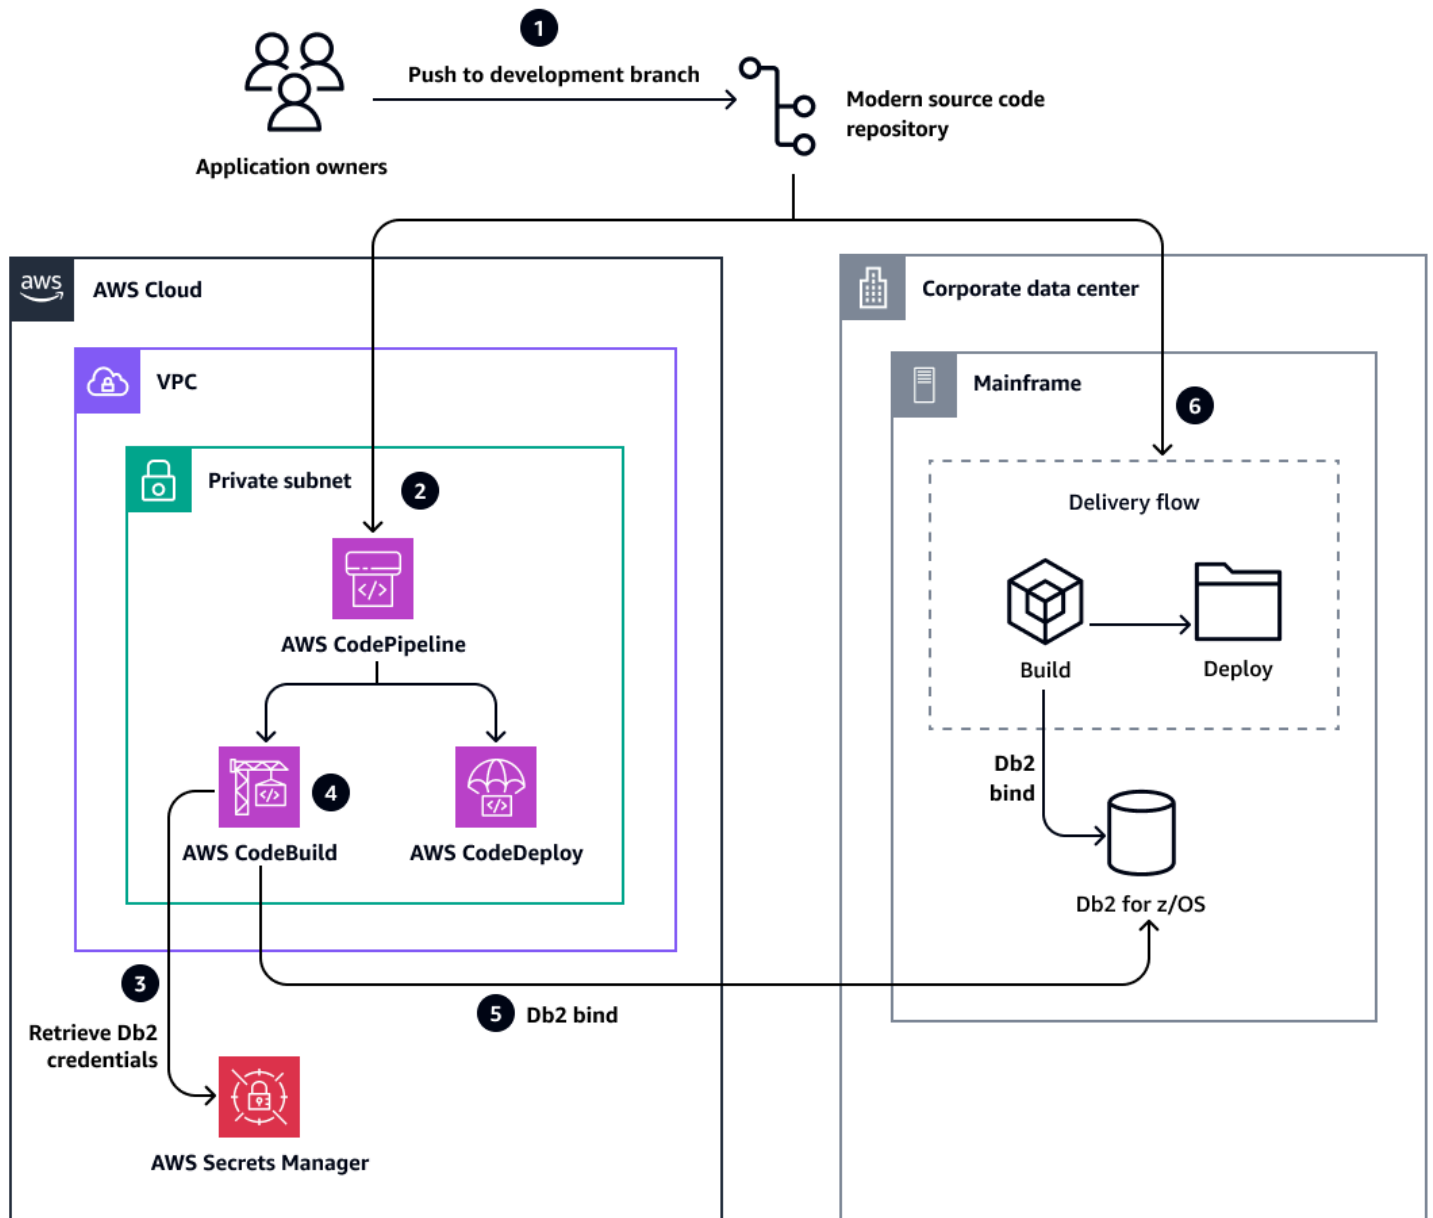 1
Push to development branch
Modern source code
repository
Application owners
aws
AWS Cloud
Corporate data center
VPC
Mainframe
6
Private subnet
2
Delivery flow
</>
AWS CodePipeline
Build
Deploy
</>
4
</>
Db2
bind
AWS CodeBuild
AWS CodeDeploy
Db2 for z/OS
3
5
Db2 bind
Retrieve Db2
credentials
AWS Secrets Manager